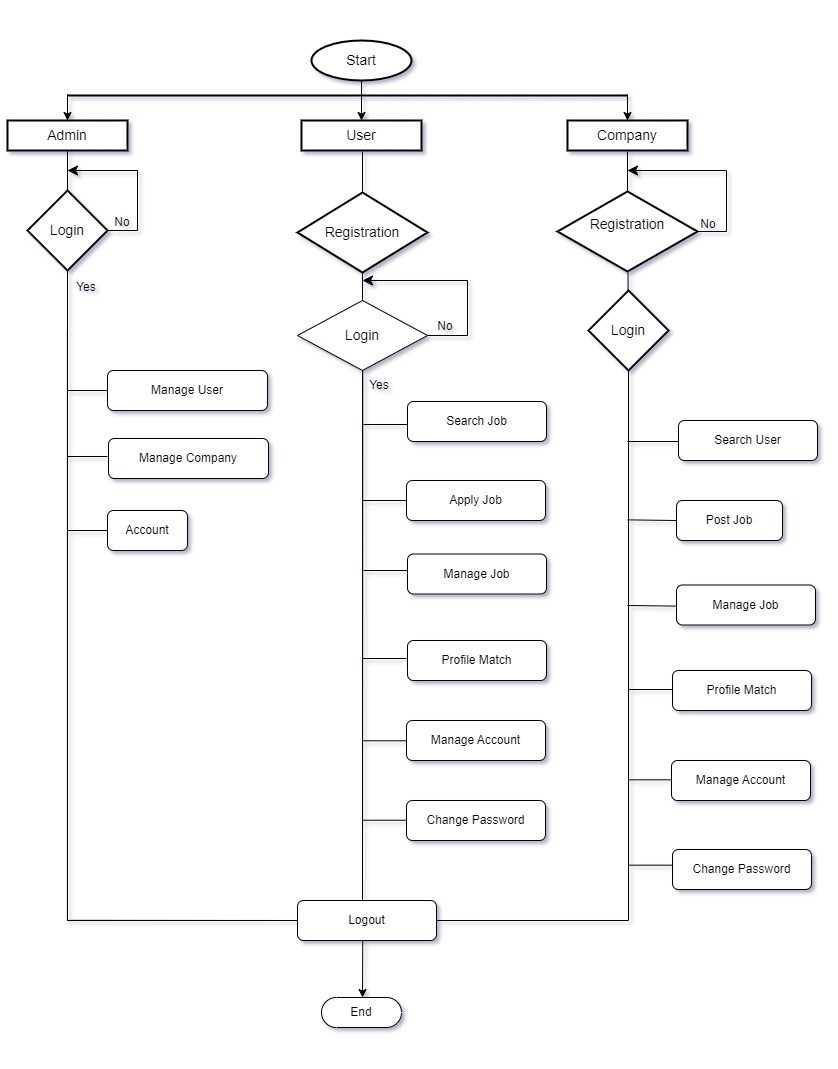 Start
Admin
User
Company
Login
No
Yes
Registration
Login
No
Yes
Registration
No
Login
Manage User
Manage Company
Account
Search Job
Apply Job
Manage Job
Profile Match
Manage Account
Change Password
Search User
Post Job
Manage Job
Profile Match
Manage Account
Change Password
Logout
End